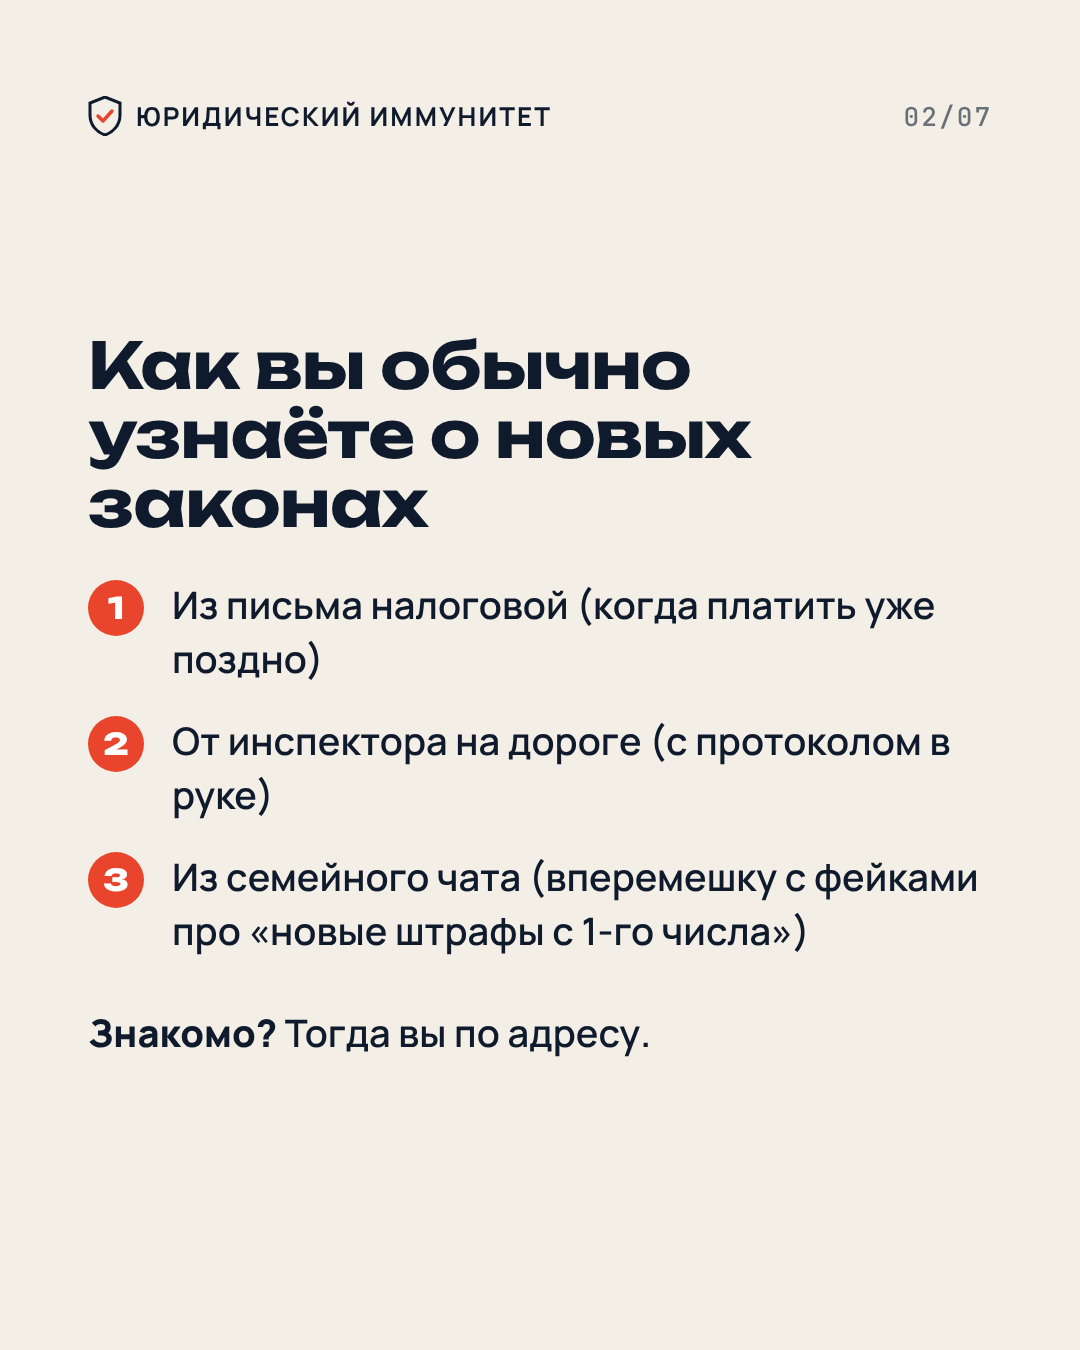 ЮРИДИЧЕСКИЙ ИММУНИТЕТ
02/07
Как вы обычно
узнаёте о новых
законах
1 Из письма налоговой (когда платить уже
поздно)
2 От инспектора на дороге (с протоколом в
руке)
3 Из семейного чата (вперемешку с фейками
про «новые штрафы с 1-го числа»)
Знакомо? Тогда вы по адресу.